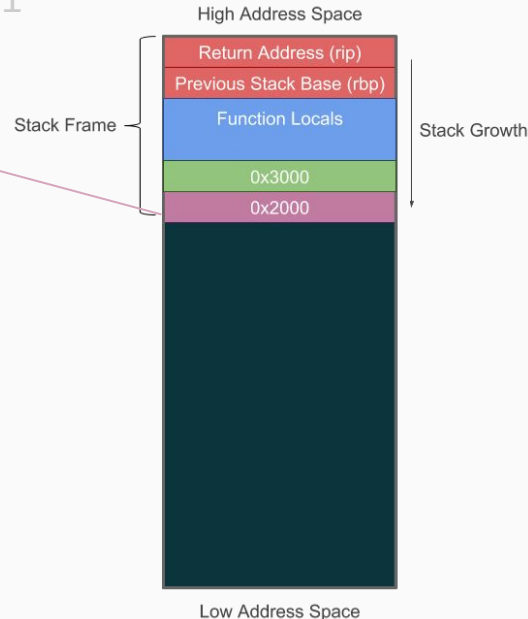 1
High Address Space
Return Address (rip)
Previous Stack Base (rbp)
Stack Frame
Function Locals
Stack Growth
0x3000
0x2000
Low Address Space